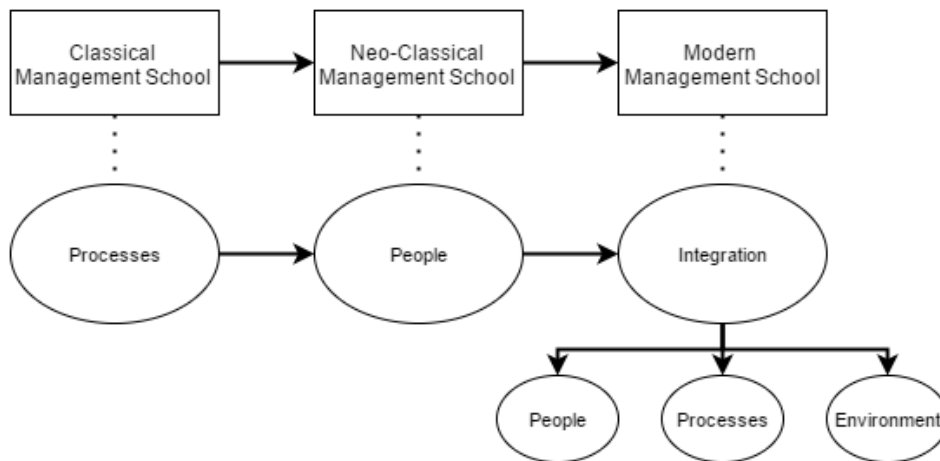 Classical
Management School
Neo-Classical
Management School
Modern
Management School
Processes
People
Integration
People
Processes
Environment